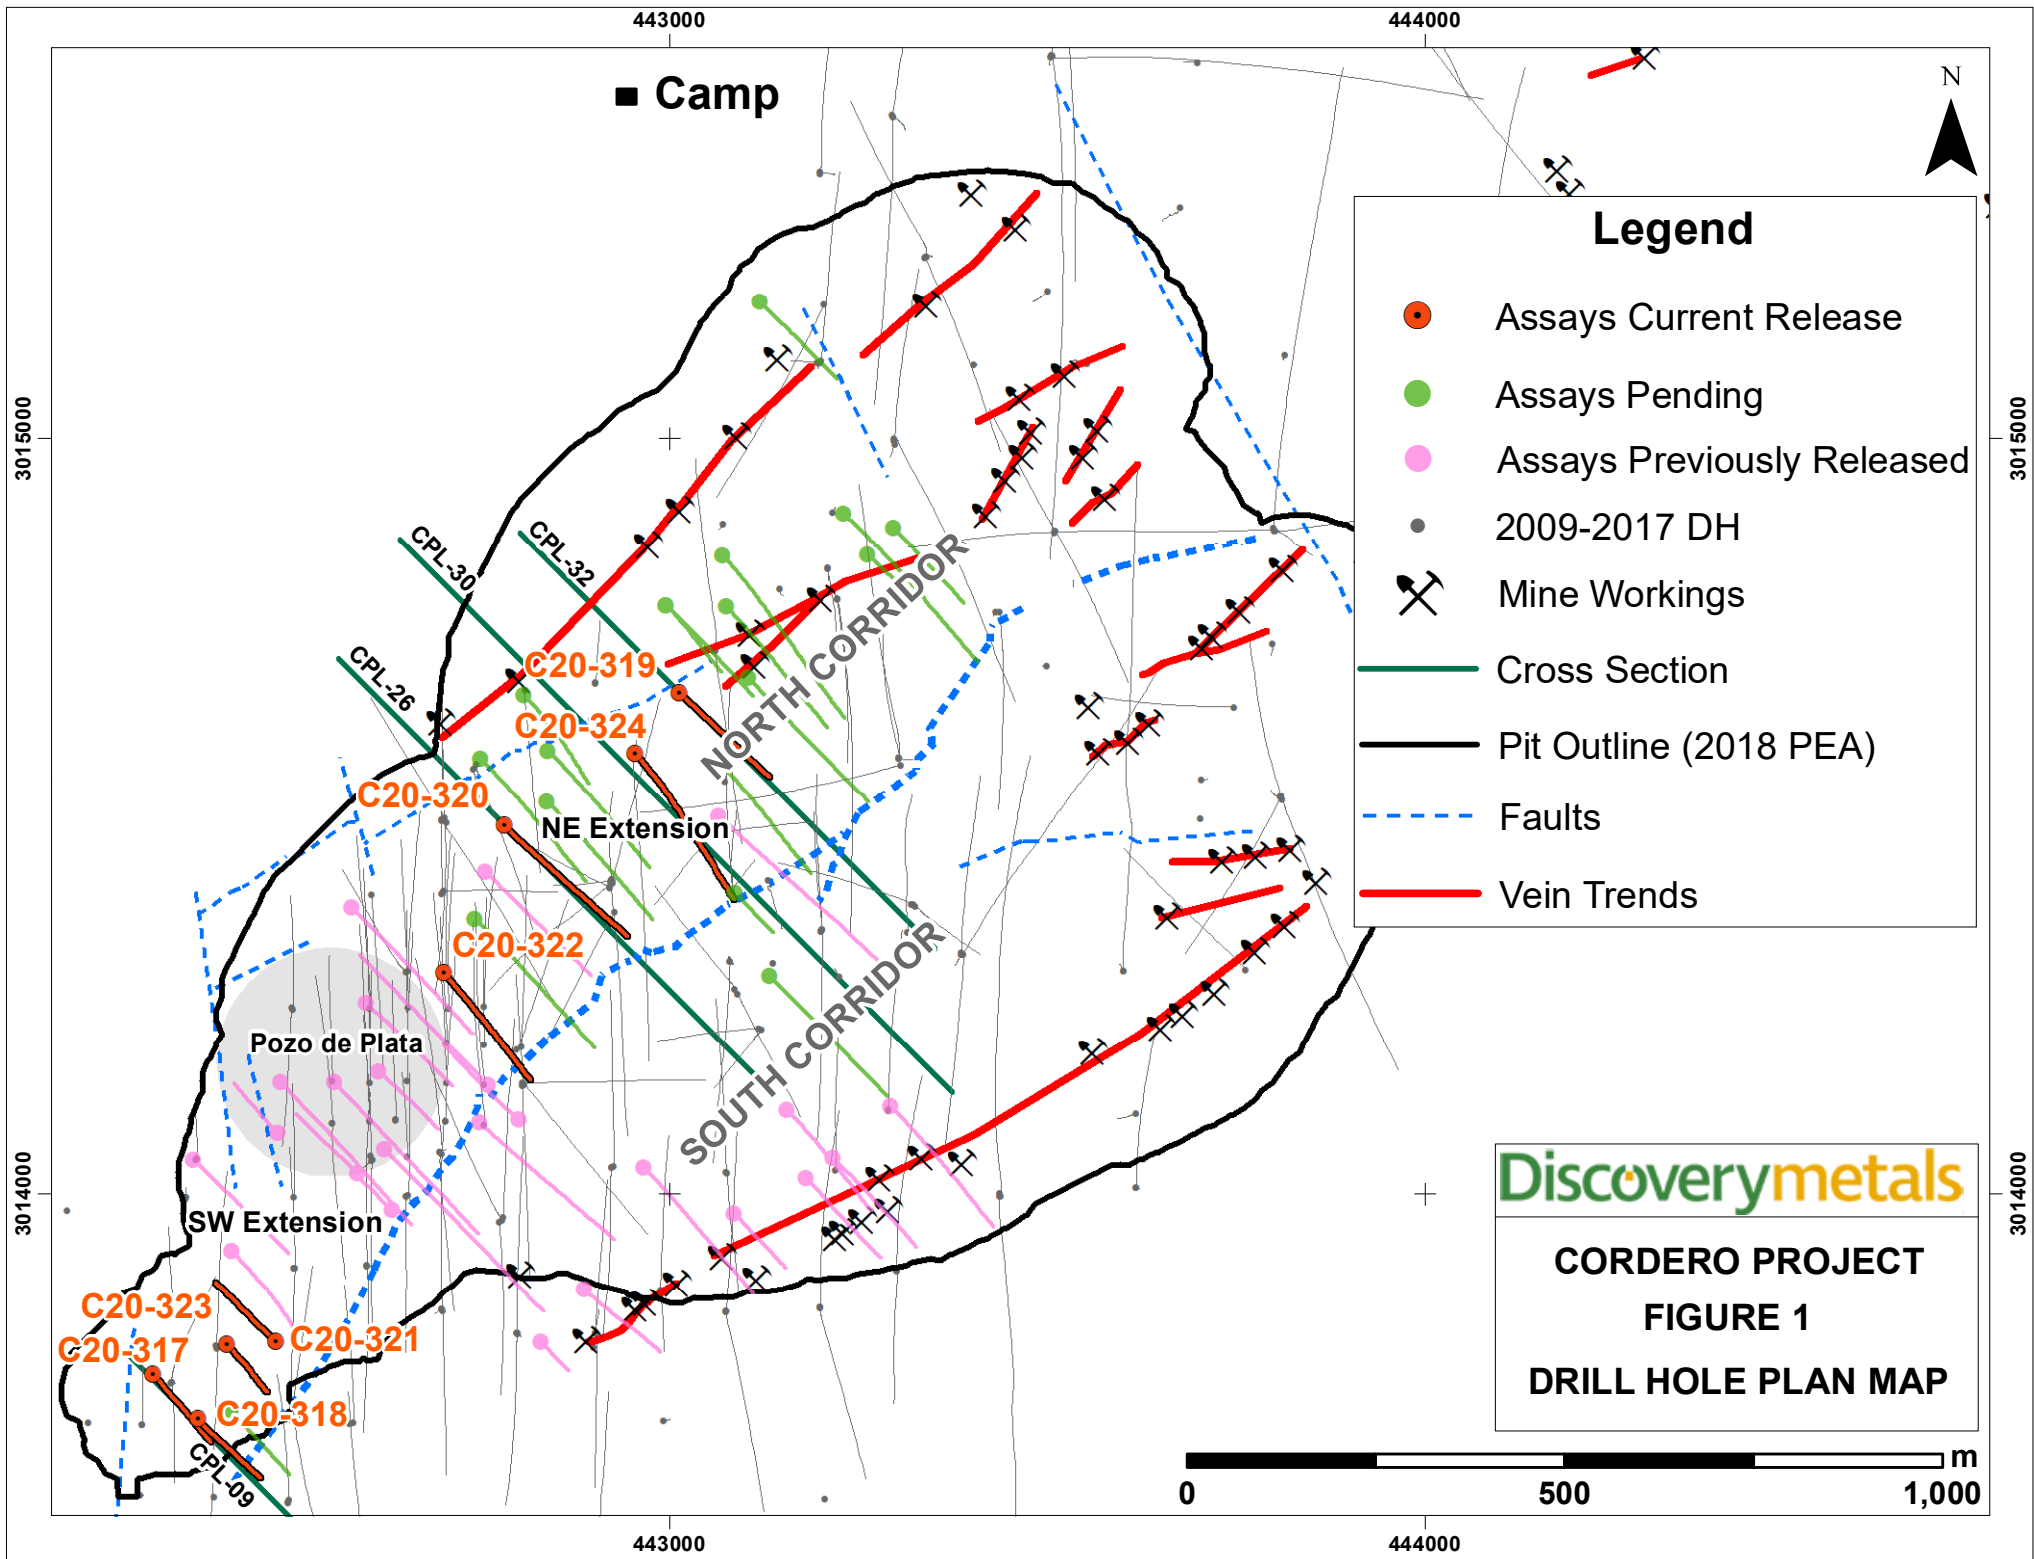 443000
444000
Camp
N
Legend
Assays Current Release
Assays Pending
Assays Previously Released
2009-2017 DH
Mine Workings
Cross Section
Pit Outline (2018 PEA)
Faults
Vein Trends
3015000
3015000
CPL-30
CPL-32
CPL-26
NORTH CORRIDOR
C20-319
C20-324
C20-320
NE Extension
C20-322
SOUTH CORRIDOR
Pozo de Plata
3014000
3014000
SW Extension
C20-323
C20-321
C20-317
C20-318
CPL-09
Discoverymetals
CORDERO PROJECT
FIGURE 1
DRILL HOLE PLAN MAP
m
0 500 1,000
443000
444000